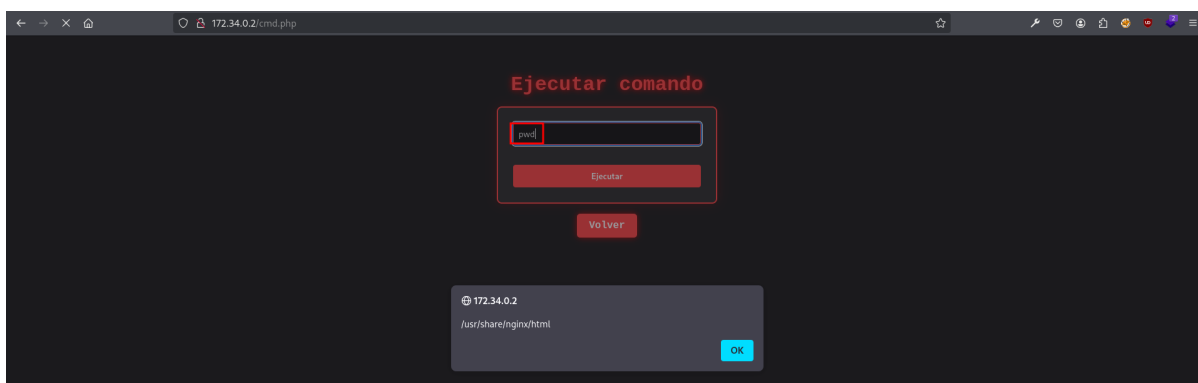 172.34.0.2/cmd.php
Ejecutar comando
pwd
Ejecutar
Volver
172.34.0.2
/usr/share/nginx/html
OK